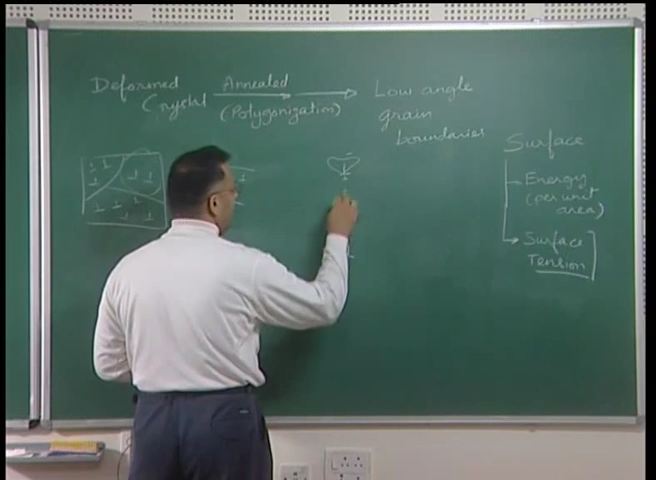 Deformed Annealed Low angle
Crystal (Polygonization) grain
boundaries
Surface
Energy
(per unit
area)
Surface
Tension